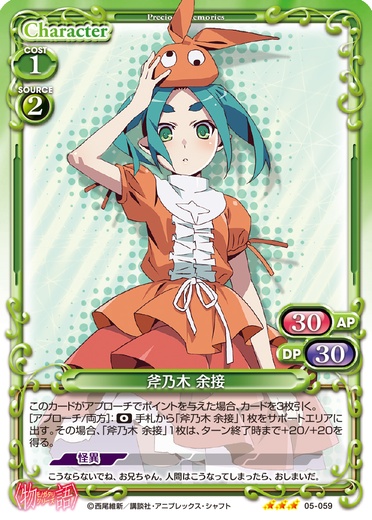 Precious Memories
Character
COST
1
SOURCE
2
30 AP
DP 30
斧乃木 余接
このカードがアプローチでポイントを与えた場合、カードを3枚引く。
[アプローチ/両方]:0 手札から「斧乃木 余接」1枚をサポートエリアに
出す。その場合、「斧乃木 余接」1枚は、ターン終了時まで+20/+20を
得る。
怪異
こうならないでね、お兄ちゃん。人間はこうなってしまったら、おしまいだ。
物語
©西尾維新/講談社・アニプレックス・シャフト
05-059